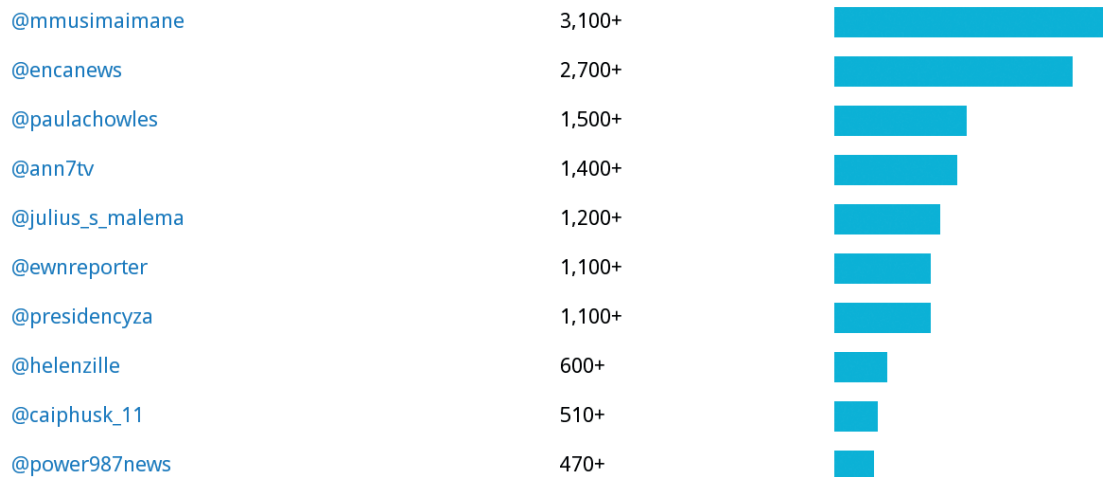 @mmusimaimane 3,100+
@encanews 2,700+
@paulachowles 1,500+
@ann7tv 1,400+
@julius_s_malema 1,200+
@ewnreporter 1,100+
@presidencyza 1,100+
@helenzille 600+
@caiphusk_11 510+
@power987news 470+